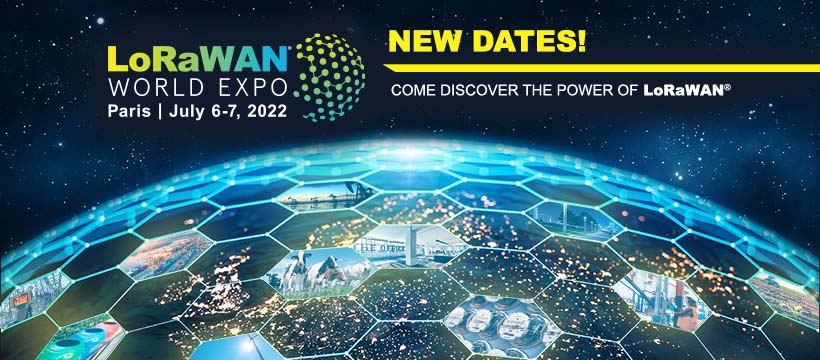 LoRaWAN®
WORLD EXPO
Paris | July 6-7, 2022
NEW DATES!
COME DISCOVER THE POWER OF LoRaWAN®